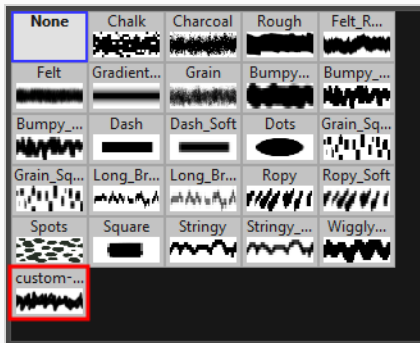 None Chalk Charcoal Rough Felt_R...
Felt Gradient... Grain Bumpy... Bumpy_...
Bumpy_... Dash Dash_Soft Dots Grain_Sq...
Grain_Sq... Long_Br... Long_Br... Ropy Ropy_Soft
Spots Square Stringy Stringy_... Wiggly...
custom-...